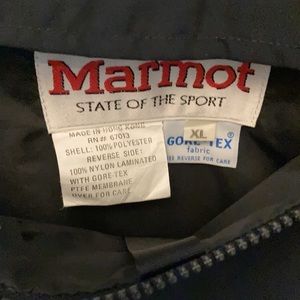 Marmot
STATE OF THE SPORT
MADE IN HONG KONG
RN# 67013
SHELL: 100% POLYESTER
REVERSE SIDE:
100% NYLON LAMINATED
WITH GORE-TEX
PTFE MEMBRANE
OVER FOR CARE
XL
GORE-TEX
fabric
SEE REVERSE FOR CARE